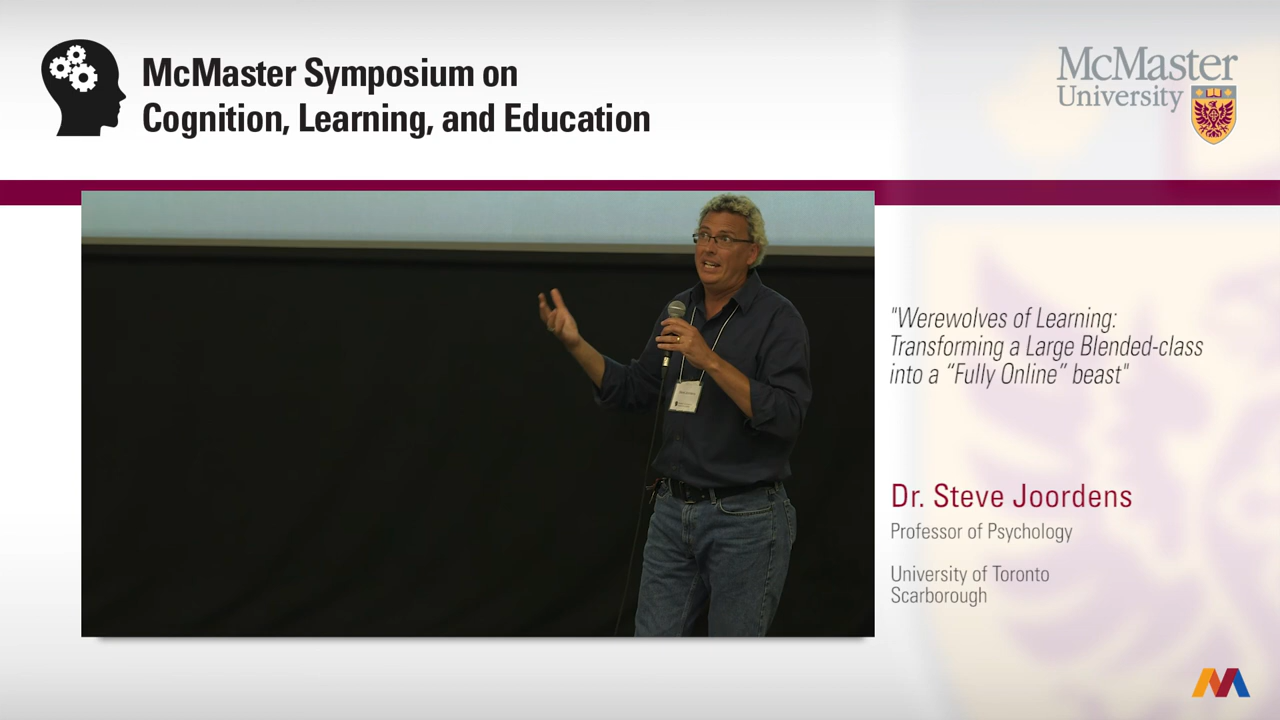 McMaster Symposium on
Cognition, Learning, and Education
McMaster
University
"Werewolves of Learning:
Transforming a Large Blended-class
into a “Fully Online” beast"
Dr. Steve Joordens
Professor of Psychology
University of Toronto
Scarborough